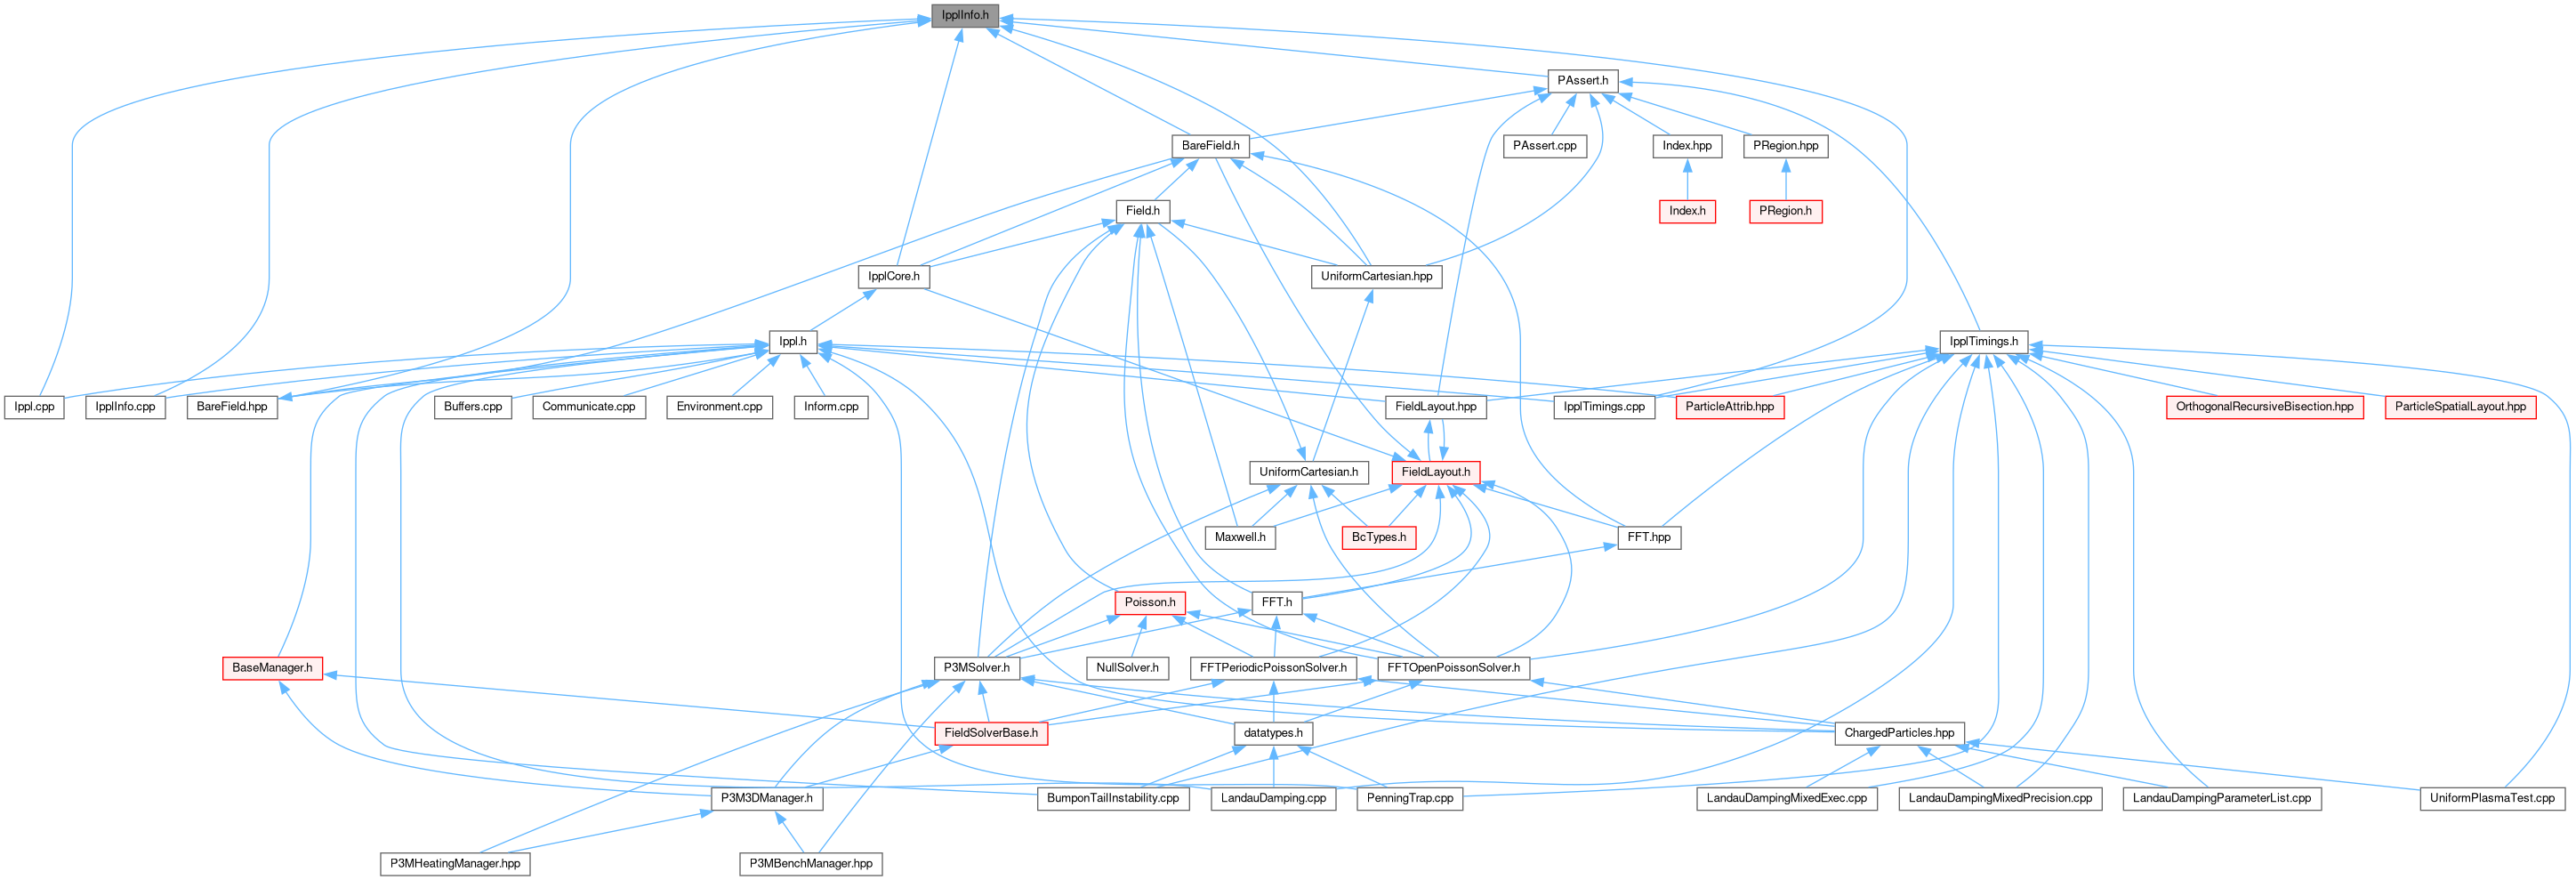 IpplInfo.h
PAssert.h
BareField.h
PAssert.cpp
Index.hpp
PRegion.hpp
Field.h
Index.h
PRegion.h
IpplCore.h
UniformCartesian.hpp
Ippl.h
IpplTimings.h
Ippl.cpp
IpplInfo.cpp
BareField.hpp
Buffers.cpp
Communicate.cpp
Environment.cpp
Inform.cpp
FieldLayout.hpp
IpplTimings.cpp
ParticleAttrib.hpp
OrthogonalRecursiveBisection.hpp
ParticleSpatialLayout.hpp
UniformCartesian.h
FieldLayout.h
Maxwell.h
BcTypes.h
FFT.hpp
Poisson.h
FFT.h
BaseManager.h
P3MSolver.h
NullSolver.h
FFTPeriodicPoissonSolver.h
FFTOpenPoissonSolver.h
FieldSolverBase.h
datatypes.h
ChargedParticles.hpp
P3M3DManager.h
BumponTailInstability.cpp
LandauDamping.cpp
PenningTrap.cpp
LandauDampingMixedExec.cpp
LandauDampingMixedPrecision.cpp
LandauDampingParameterList.cpp
UniformPlasmaTest.cpp
P3MHeatingManager.hpp
P3MBenchManager.hpp